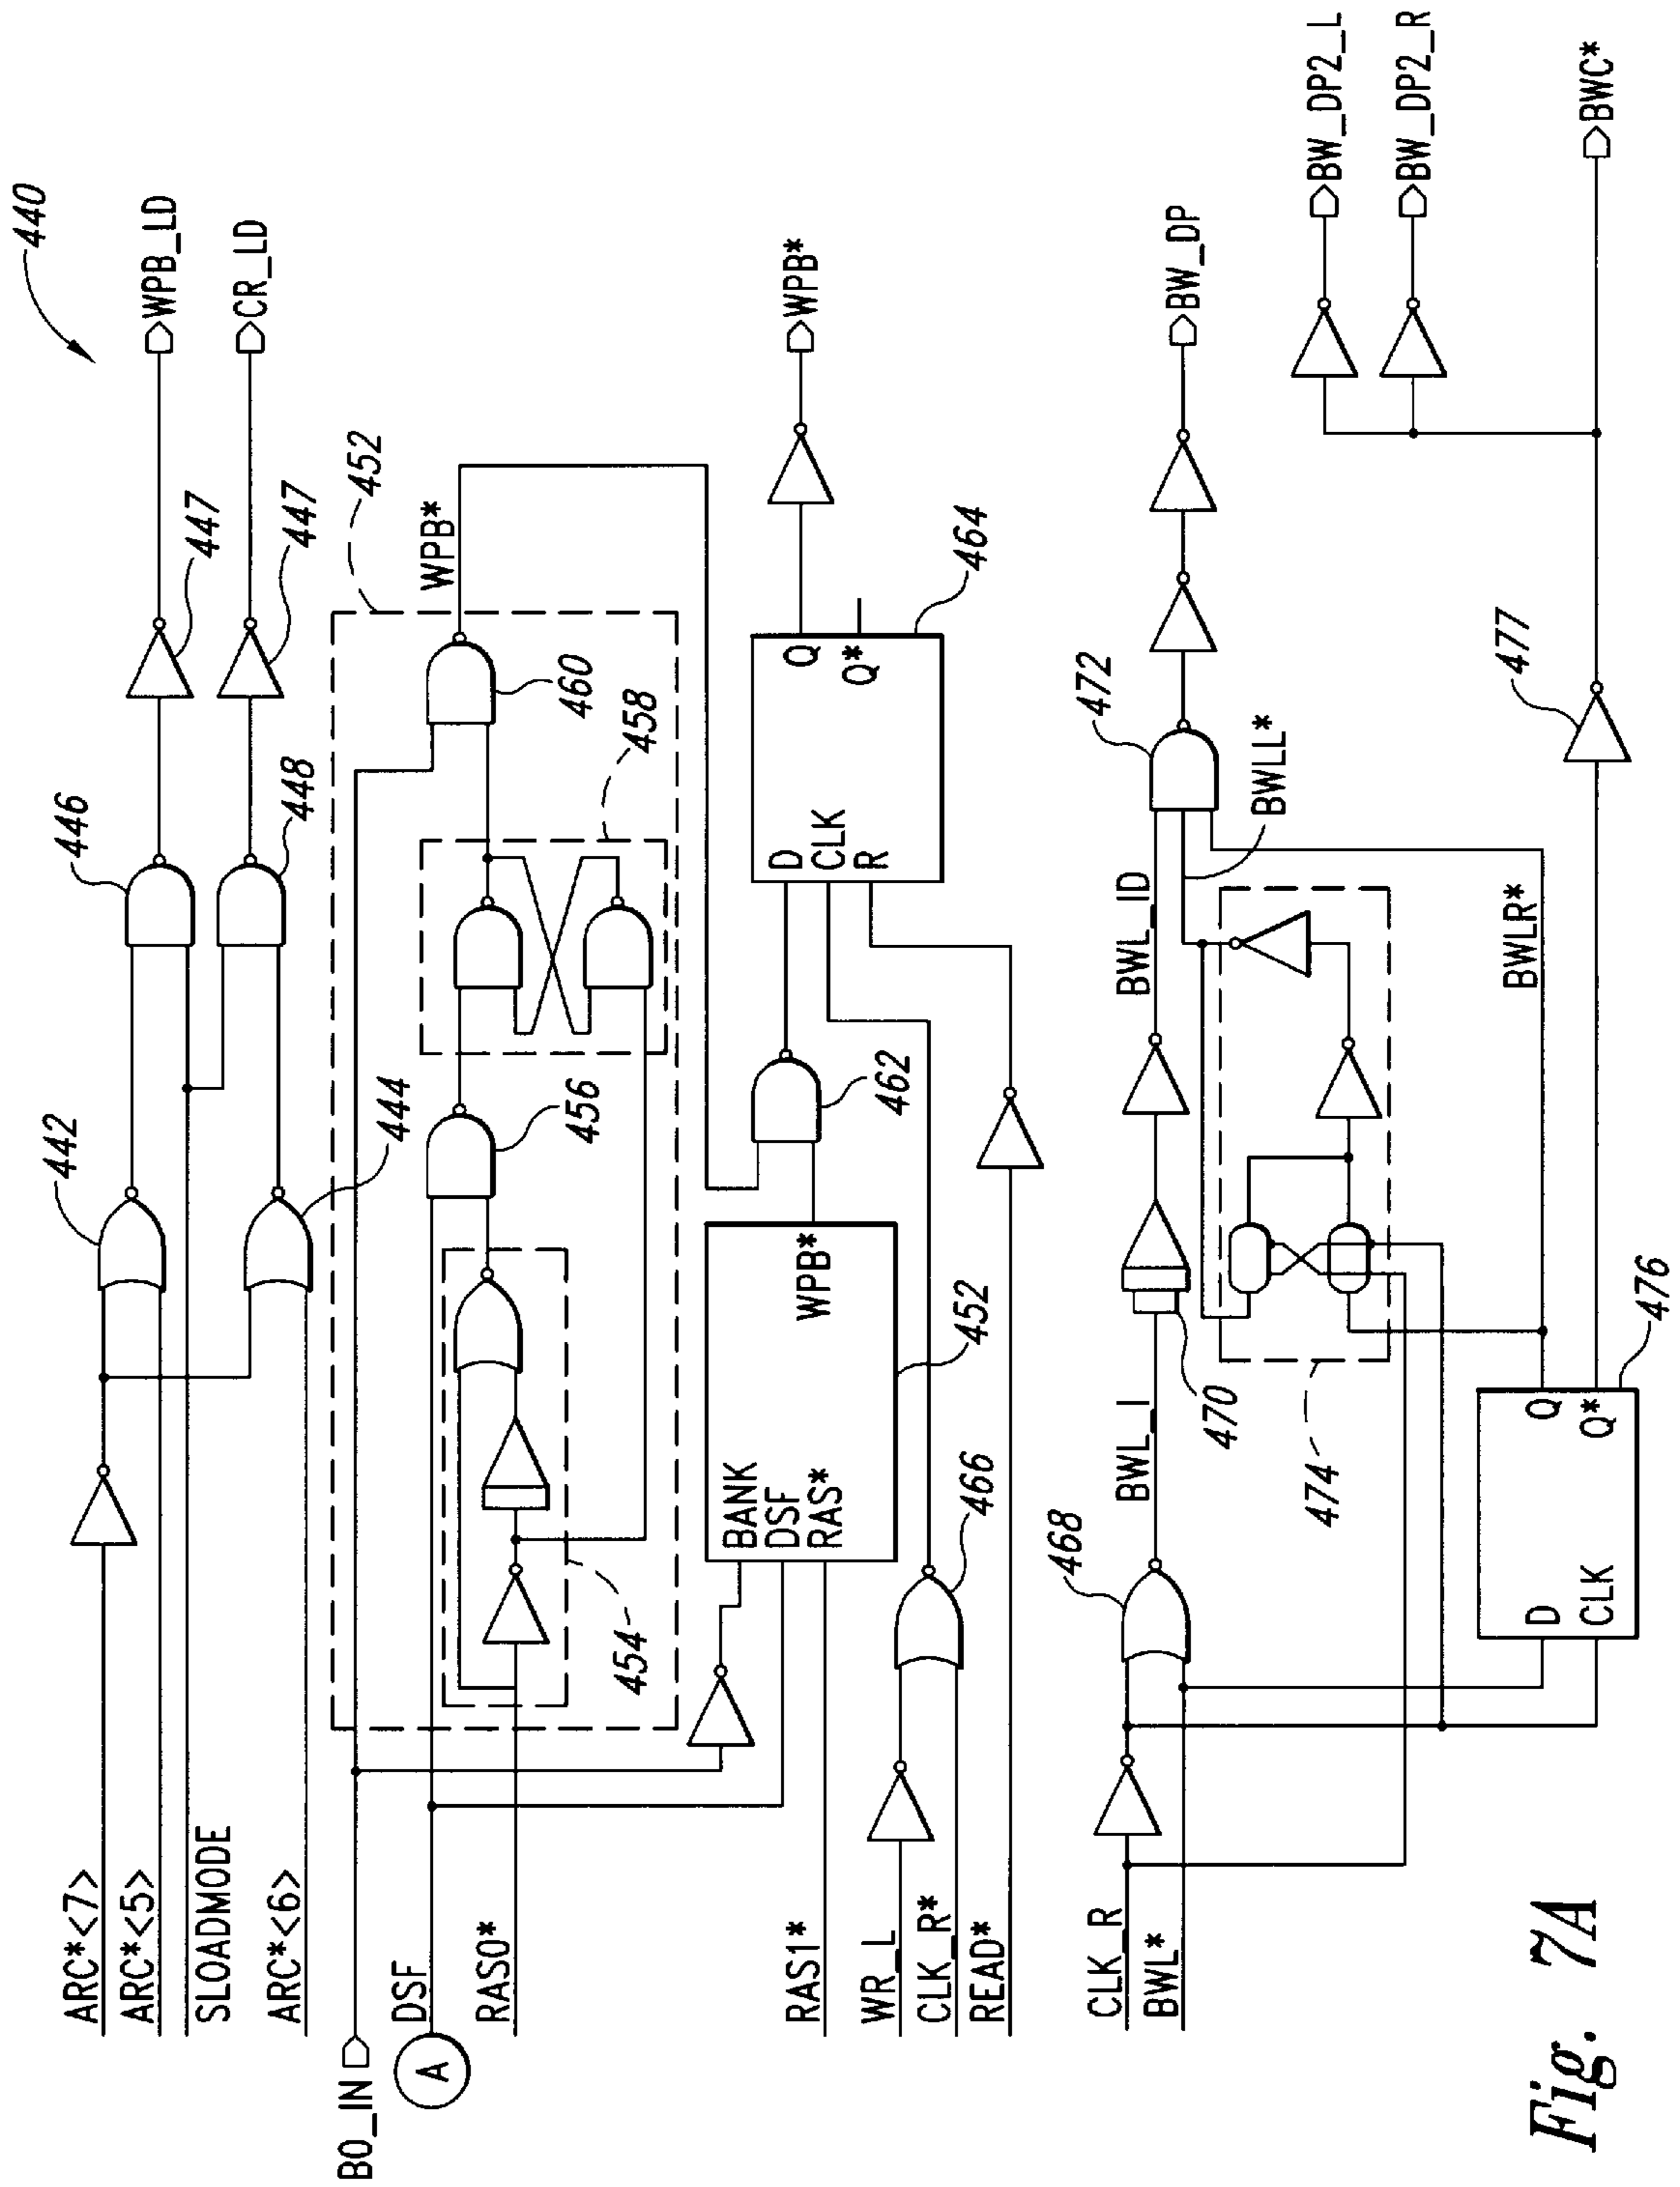 440
ARC*<7>
442
446
447
WPB_LD
ARC*<5>
SLOADMODE
448
447
CR_LD
ARC*<6>
444
452
BO_IN
A
DSF
RAS0*
454
456
458
460
WPB*
BANK
DSF
RAS*
WPB*
452
462
D
CLK
R
Q
Q*
464
WPB*
RAS1*
WR_L
CLK_R*
466
READ*
CLK_R
BWL*
468
BWL_I
470
BWL_ID
472
BW_DP
BWLL*
474
BWLR*
D
CLK
Q
Q*
476
477
BW_DP2_L
BW_DP2_R
BWC*
Fig. 7A